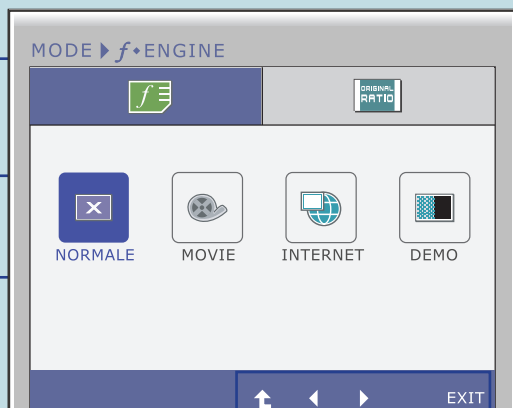 MODE f ENGINE
f
ORIGINAL
RATIO
NORMALE MOVIE INTERNET DEMO
EXIT